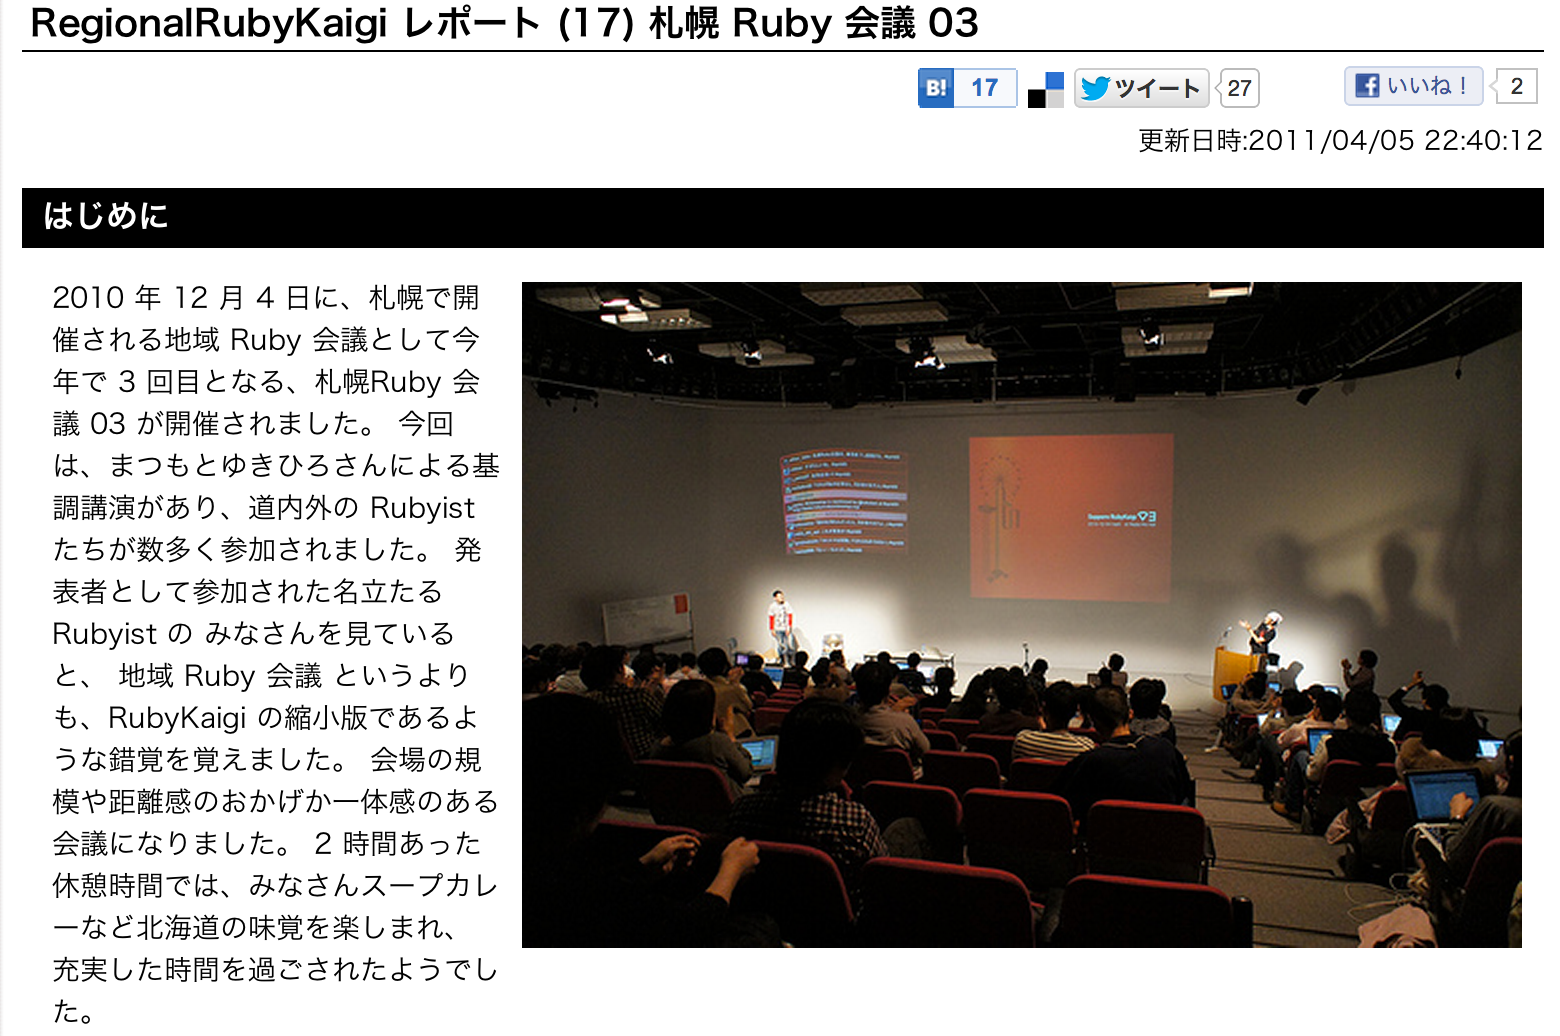 RegionalRubyKaigi レポート (17) 札幌 Ruby 会議 03
B! 17 ツイート 27 いいね！ 2
更新日時:2011/04/05 22:40:12
はじめに
2010 年 12 月 4 日に、札幌で開
催される地域 Ruby 会議として今
年で 3 回目となる、札幌Ruby 会
議 03 が開催されました。 今回
は、まつもとゆきひろさんによる基
調講演があり、道内外の Rubyist
たちが数多く参加されました。 発
表者として参加された名立たる
Rubyist の みなさんを見ている
と、 地域 Ruby 会議 というより
も、RubyKaigi の縮小版であるよ
うな錯覚を覚えました。 会場の規
模や距離感のおかげか一体感のある
会議になりました。 2 時間あった
休憩時間では、みなさんスープカレ
ーなど北海道の味覚を楽しまれ、
充実した時間を過ごされたようでし
た。
Sapporo RubyKaigi 03